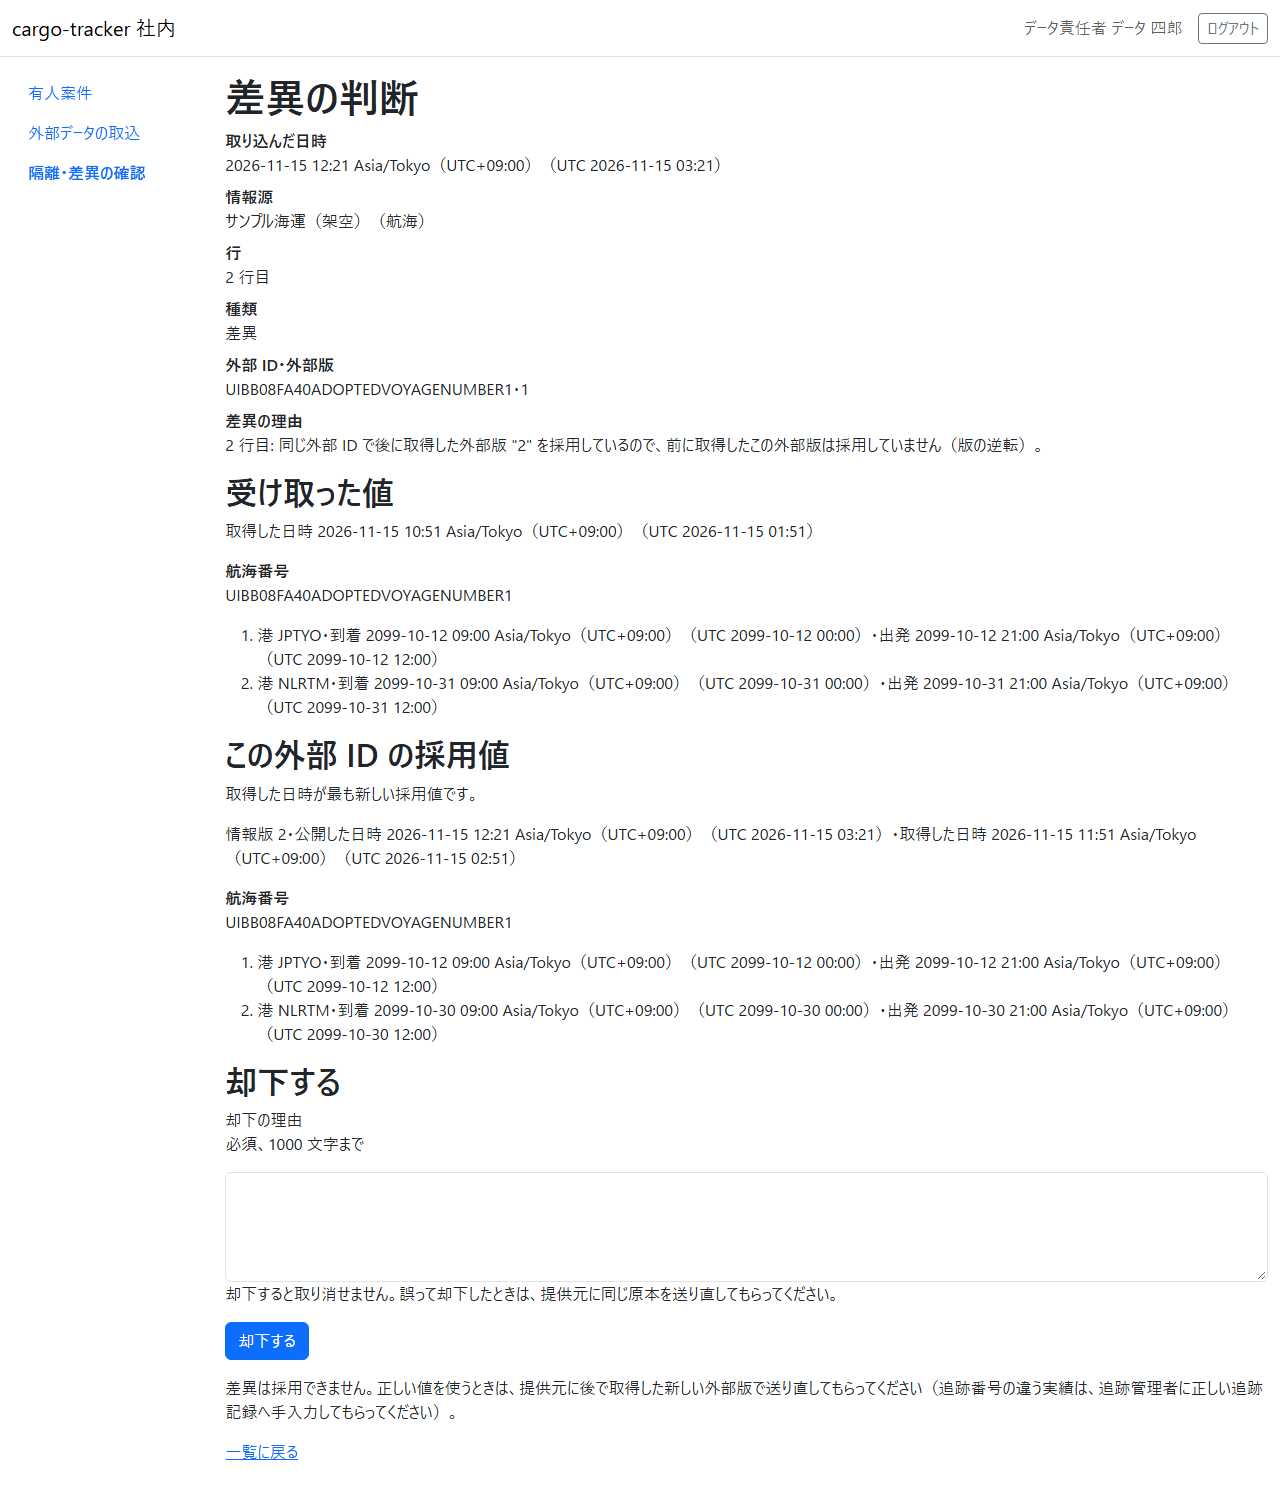 cargo-tracker 社内
データ責任者 データ 四郎
ログアウト
有人案件
外部データの取込
隔離・差異の確認
差異の判断
取り込んだ日時
2026-11-15 12:21 Asia/Tokyo（UTC+09:00）（UTC 2026-11-15 03:21）
情報源
サンプル海運（架空）（航海）
行
2 行目
種類
差異
外部 ID・外部版
UIBB08FA40ADOPTEDVOYAGENUMBER1・1
差異の理由
2 行目: 同じ外部 ID で後に取得した外部版 "2" を採用しているので、前に取得したこの外部版は採用していません（版の逆転）。
受け取った値
取得した日時 2026-11-15 10:51 Asia/Tokyo（UTC+09:00）（UTC 2026-11-15 01:51）
航海番号
UIBB08FA40ADOPTEDVOYAGENUMBER1
1. 港 JPTYO・到着 2099-10-12 09:00 Asia/Tokyo（UTC+09:00）（UTC 2099-10-12 00:00）・出発 2099-10-12 21:00 Asia/Tokyo（UTC+09:00）
（UTC 2099-10-12 12:00）
2. 港 NLRTM・到着 2099-10-31 09:00 Asia/Tokyo（UTC+09:00）（UTC 2099-10-31 00:00）・出発 2099-10-31 21:00 Asia/Tokyo（UTC+09:00）
（UTC 2099-10-31 12:00）
この外部 ID の採用値
取得した日時が最も新しい採用値です。
情報版 2・公開した日時 2026-11-15 12:21 Asia/Tokyo（UTC+09:00）（UTC 2026-11-15 03:21）・取得した日時 2026-11-15 11:51 Asia/Tokyo
（UTC+09:00）（UTC 2026-11-15 02:51）
航海番号
UIBB08FA40ADOPTEDVOYAGENUMBER1
1. 港 JPTYO・到着 2099-10-12 09:00 Asia/Tokyo（UTC+09:00）（UTC 2099-10-12 00:00）・出発 2099-10-12 21:00 Asia/Tokyo（UTC+09:00）
（UTC 2099-10-12 12:00）
2. 港 NLRTM・到着 2099-10-30 09:00 Asia/Tokyo（UTC+09:00）（UTC 2099-10-30 00:00）・出発 2099-10-30 21:00 Asia/Tokyo（UTC+09:00）
（UTC 2099-10-30 12:00）
却下する
却下の理由
必須、1000 文字まで
却下すると取り消せません。誤って却下したときは、提供元に同じ原本を送り直してもらってください。
却下する
差異は採用できません。正しい値を使うときは、提供元に後で取得した新しい外部版で送り直してもらってください（追跡番号の違う実績は、追跡管理者に正しい追跡
記録へ手入力してもらってください）。
一覧に戻る